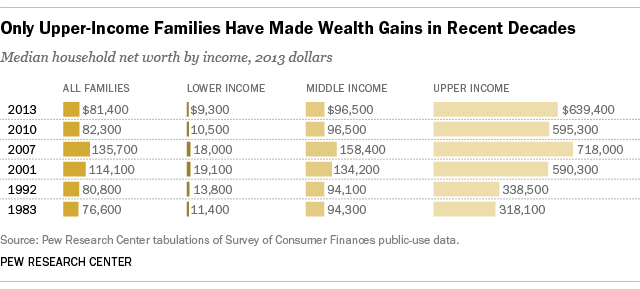 Only Upper-Income Families Have Made Wealth Gains in Recent Decades
Median household net worth by income, 2013 dollars
ALL FAMILIES LOWER INCOME MIDDLE INCOME UPPER INCOME
2013 $81,400 $9,300 $96,500 $639,400
2010 82,300 10,500 96,500 595,300
2007 135,700 18,000 158,400 718,000
2001 114,100 19,100 134,200 590,300
1992 80,800 13,800 94,100 338,500
1983 76,600 11,400 94,300 318,100
Source: Pew Research Center tabulations of Survey of Consumer Finances public-use data.
PEW RESEARCH CENTER